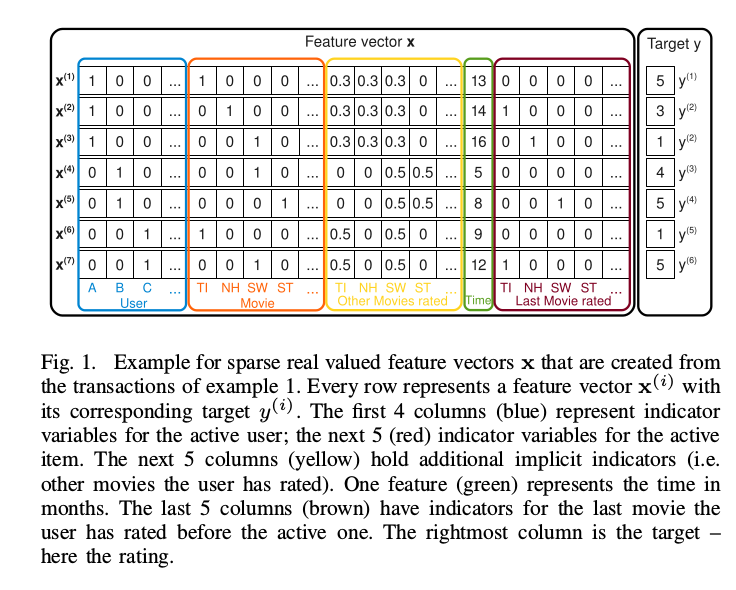 Feature vector x Target y
x(1) 1 0 0 ... 1 0 0 0 ... 0.3 0.3 0.3 0 ... 13 0 0 0 0 ... 5 y(1)
x(2) 1 0 0 ... 0 1 0 0 ... 0.3 0.3 0.3 0 ... 14 1 0 0 0 ... 3 y(2)
x(3) 1 0 0 ... 0 0 1 0 ... 0.3 0.3 0.3 0 ... 16 0 1 0 0 ... 1 y(2)
x(4) 0 1 0 ... 0 0 1 0 ... 0 0 0.5 0.5 ... 5 0 0 0 0 ... 4 y(3)
x(5) 0 1 0 ... 0 0 0 1 ... 0 0 0.5 0.5 ... 8 0 0 1 0 ... 5 y(4)
x(6) 0 0 1 ... 1 0 0 0 ... 0.5 0 0.5 0 ... 9 0 0 0 0 ... 1 y(5)
x(7) 0 0 1 ... 0 0 1 0 ... 0.5 0 0.5 0 ... 12 1 0 0 0 ... 5 y(6)
A B C ... TI NH SW ST ... TI NH SW ST ... TI NH SW ST ...
User Movie Other Movies rated Time Last Movie rated
Fig. 1. Example for sparse real valued feature vectors x that are created from
the transactions of example 1. Every row represents a feature vector x(i) with
its corresponding target y(i). The first 4 columns (blue) represent indicator
variables for the active user; the next 5 (red) indicator variables for the active
item. The next 5 columns (yellow) hold additional implicit indicators (i.e.
other movies the user has rated). One feature (green) represents the time in
months. The last 5 columns (brown) have indicators for the last movie the
user has rated before the active one. The rightmost column is the target –
here the rating.